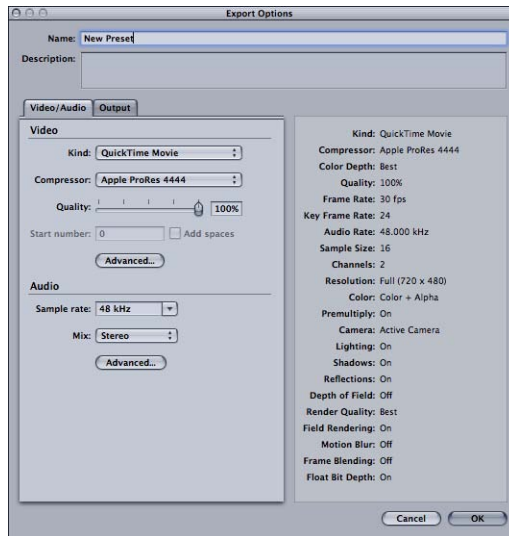 Export Options
Name: New Preset
Description:
Video/Audio Output
Video
Kind: QuickTime Movie
Compressor: Apple ProRes 4444
Quality: 100%
Start number: 0 Add spaces
Advanced...
Audio
Sample rate: 48 kHz
Mix: Stereo
Advanced...
Kind: QuickTime Movie
Compressor: Apple ProRes 4444
Color Depth: Best
Quality: 100%
Frame Rate: 30 fps
Key Frame Rate: 24
Audio Rate: 48.000 kHz
Sample Size: 16
Channels: 2
Resolution: Full (720 x 480)
Color: Color + Alpha
Premultiply: On
Camera: Active Camera
Lighting: On
Shadows: On
Reflections: On
Depth of Field: Off
Render Quality: Best
Field Rendering: On
Motion Blur: Off
Frame Blending: Off
Float Bit Depth: On
Cancel OK